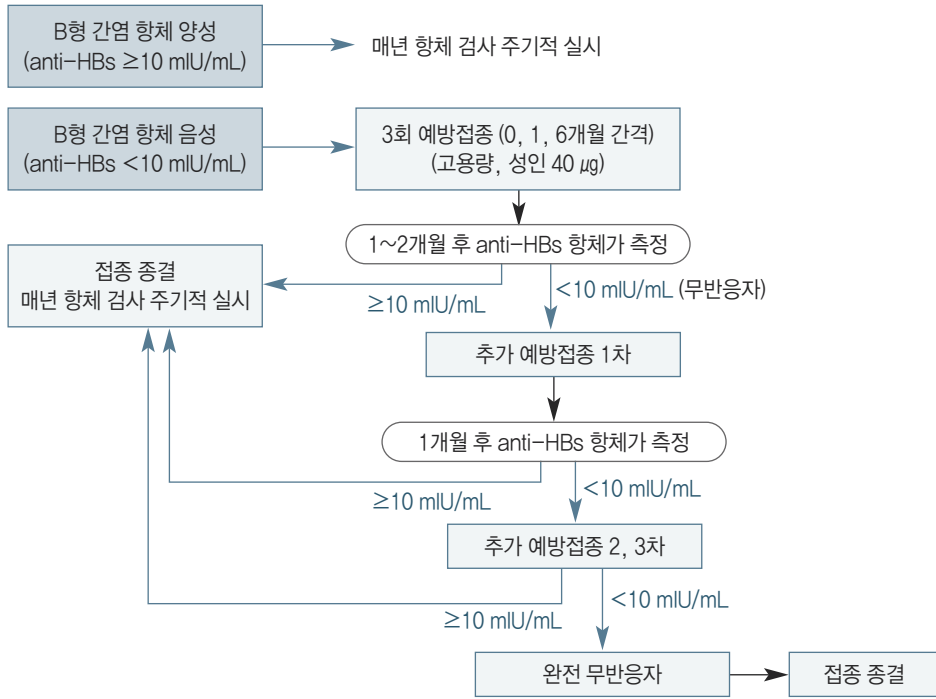 B형 간염 항체 양성
(anti-HBs ≥10 mIU/mL)
매년 항체 검사 주기적 실시
B형 간염 항체 음성
(anti-HBs <10 mIU/mL)
3회 예방접종 (0, 1, 6개월 간격)
(고용량, 성인 40 ㎍)
1~2개월 후 anti-HBs 항체가 측정
접종 종결
매년 항체 검사 주기적 실시
≥10 mIU/mL
<10 mIU/mL (무반응자)
추가 예방접종 1차
1개월 후 anti-HBs 항체가 측정
≥10 mIU/mL
<10 mIU/mL
추가 예방접종 2, 3차
≥10 mIU/mL
<10 mIU/mL
완전 무반응자
접종 종결